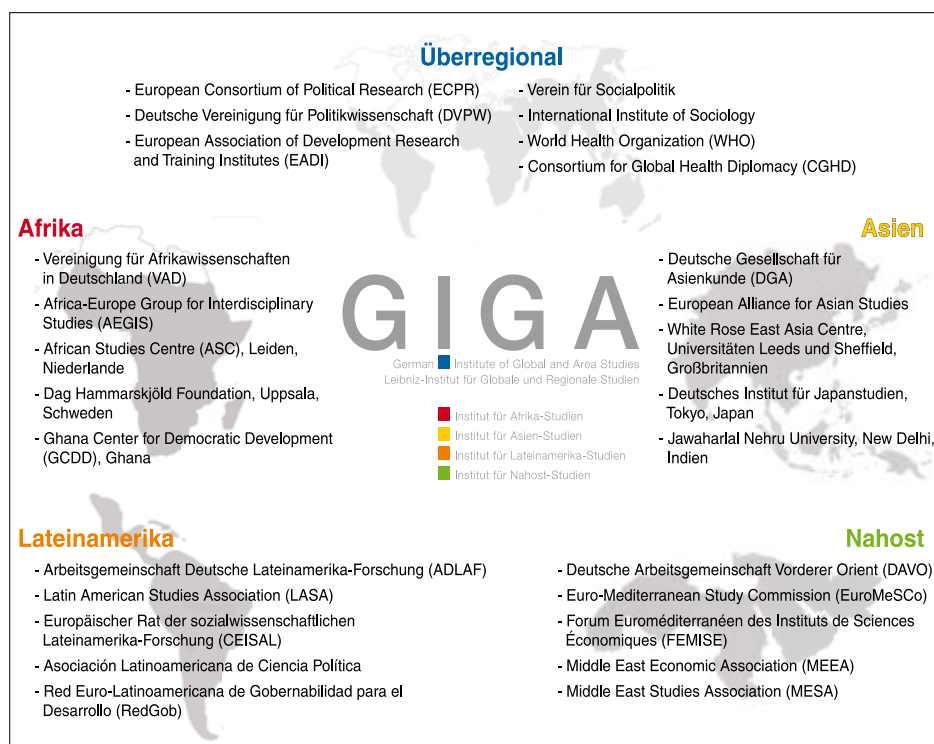 Überregional
- European Consortium of Political Research (ECPR)
- Deutsche Vereinigung für Politikwissenschaft (DVPW)
- European Association of Development Research
and Training Institutes (EADI)
- Verein für Socialpolitik
- International Institute of Sociology
- World Health Organization (WHO)
- Consortium for Global Health Diplomacy (CGHD)
Afrika
- Vereinigung für Afrikawissenschaften
in Deutschland (VAD)
- Africa-Europe Group for Interdisciplinary
Studies (AEGIS)
- African Studies Centre (ASC), Leiden,
Niederlande
- Dag Hammarskjöld Foundation, Uppsala,
Schweden
- Ghana Center for Democratic Development
(GCDD), Ghana
GIGA
German Institute of Global and Area Studies
Leibniz-Institut für Globale und Regionale Studien
Institut für Afrika-Studien
Institut für Asien-Studien
Institut für Lateinamerika-Studien
Institut für Nahost-Studien
Asien
- Deutsche Gesellschaft für
Asienkunde (DGA)
- European Alliance for Asian Studies
- White Rose East Asia Centre,
Universitäten Leeds und Sheffield,
Großbritannien
- Deutsches Institut für Japanstudien,
Tokyo, Japan
- Jawaharlal Nehru University, New Delhi,
Indien
Lateinamerika
- Arbeitsgemeinschaft Deutsche Lateinamerika-Forschung (ADLAF)
- Latin American Studies Association (LASA)
- Europäischer Rat der sozialwissenschaftlichen
Lateinamerika-Forschung (CEISAL)
- Asociación Latinoamericana de Ciencia Política
- Red Euro-Latinoamericana de Gobernabilidad para el
Desarrollo (RedGob)
Nahost
- Deutsche Arbeitsgemeinschaft Vorderer Orient (DAVO)
- Euro-Mediterranean Study Commission (EuroMeSCo)
- Forum Euroméditerranéen des Instituts de Sciences
Économiques (FEMISE)
- Middle East Economic Association (MEEA)
- Middle East Studies Association (MESA)